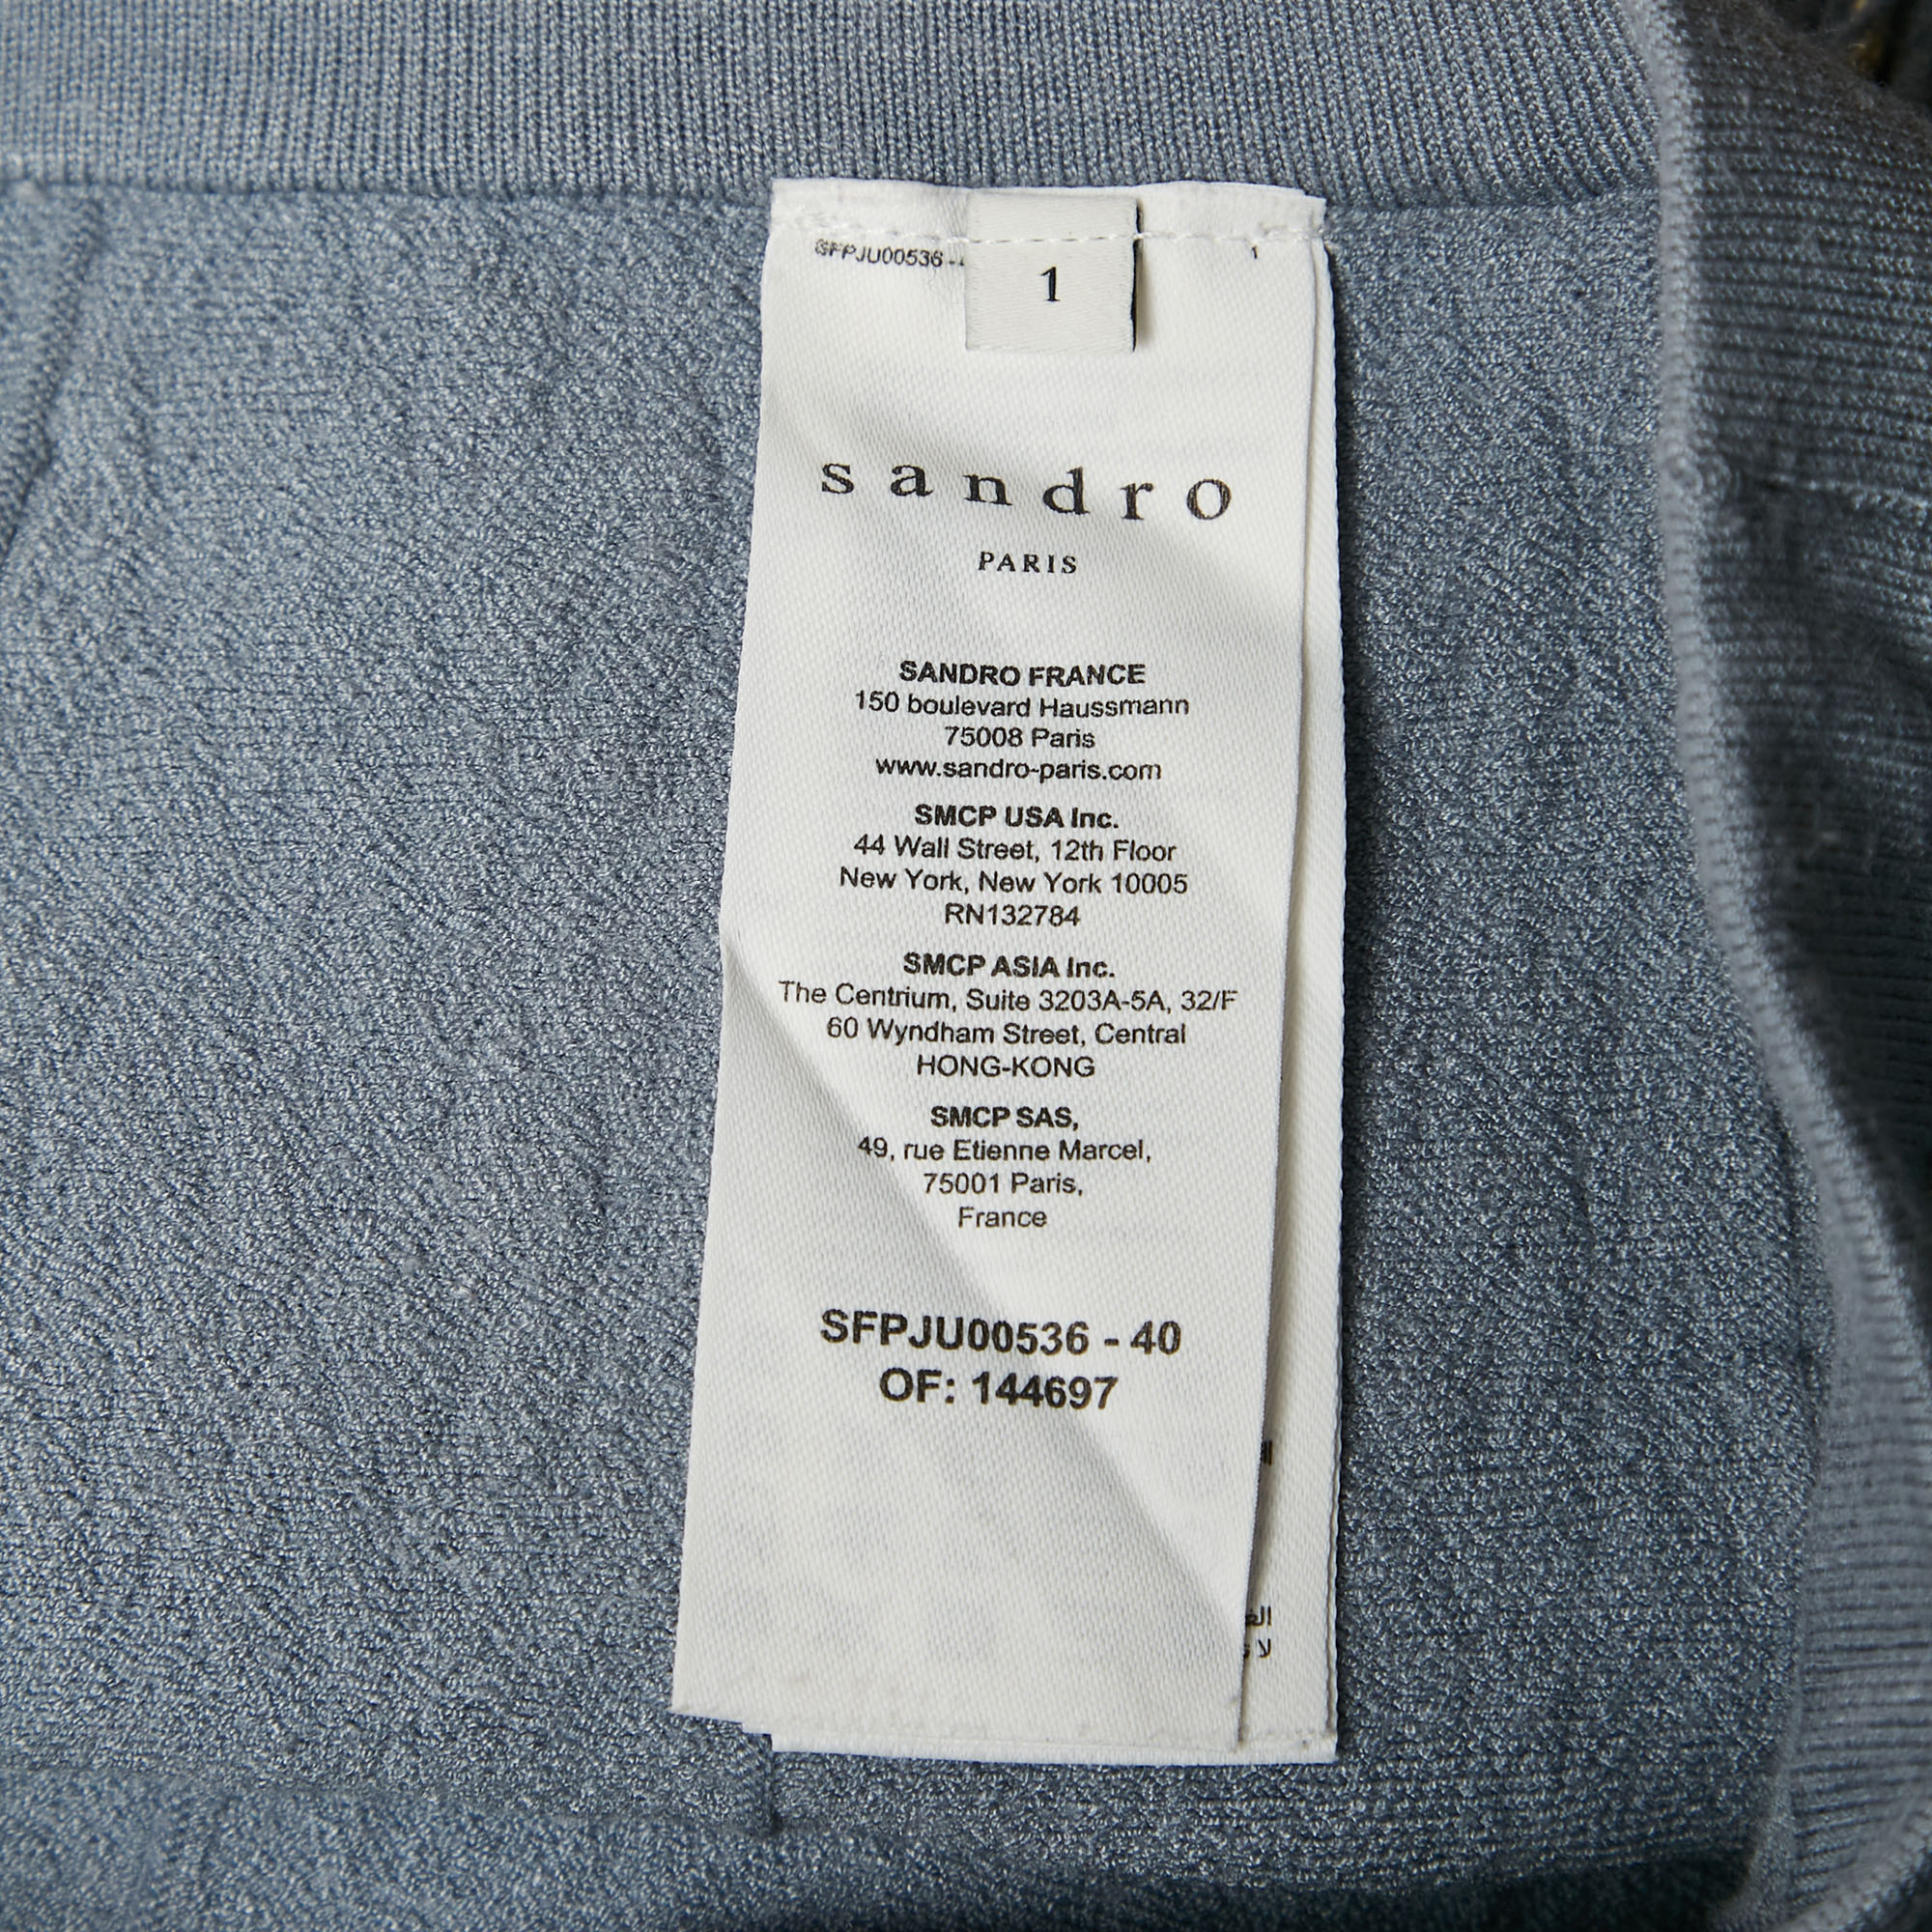 SFPJU00536 -
1
1
sandro
PARIS
SANDRO FRANCE
150 boulevard Haussmann
75008 Paris
www.sandro-paris.com
SMCP USA Inc.
44 Wall Street, 12th Floor
New York, New York 10005
RN132784
SMCP ASIA Inc.
The Centrium, Suite 3203A-5A, 32/F
60 Wyndham Street, Central
HONG-KONG
SMCP SAS,
49, rue Etienne Marcel,
75001 Paris,
France
SFPJU00536 - 40
OF: 144697
لا